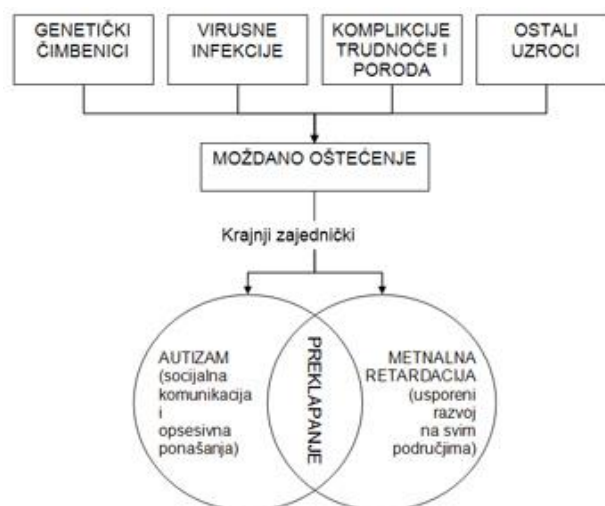 GENETIČKI
ČIMBENICI
VIRUSNE
INFEKCIJE
KOMPLIKCIJE
TRUDNOĆE I
PORODA
OSTALI
UZROCI
MOŽDANO OŠTEĆENJE
Krajnji zajednički
AUTIZAM
(socijalna
komunikacija
i
opsesivna
ponašanja)
PREKLAPANJE
METNALNA
RETARDACIJA
(usporeni
razvoj
na svim
područjima)